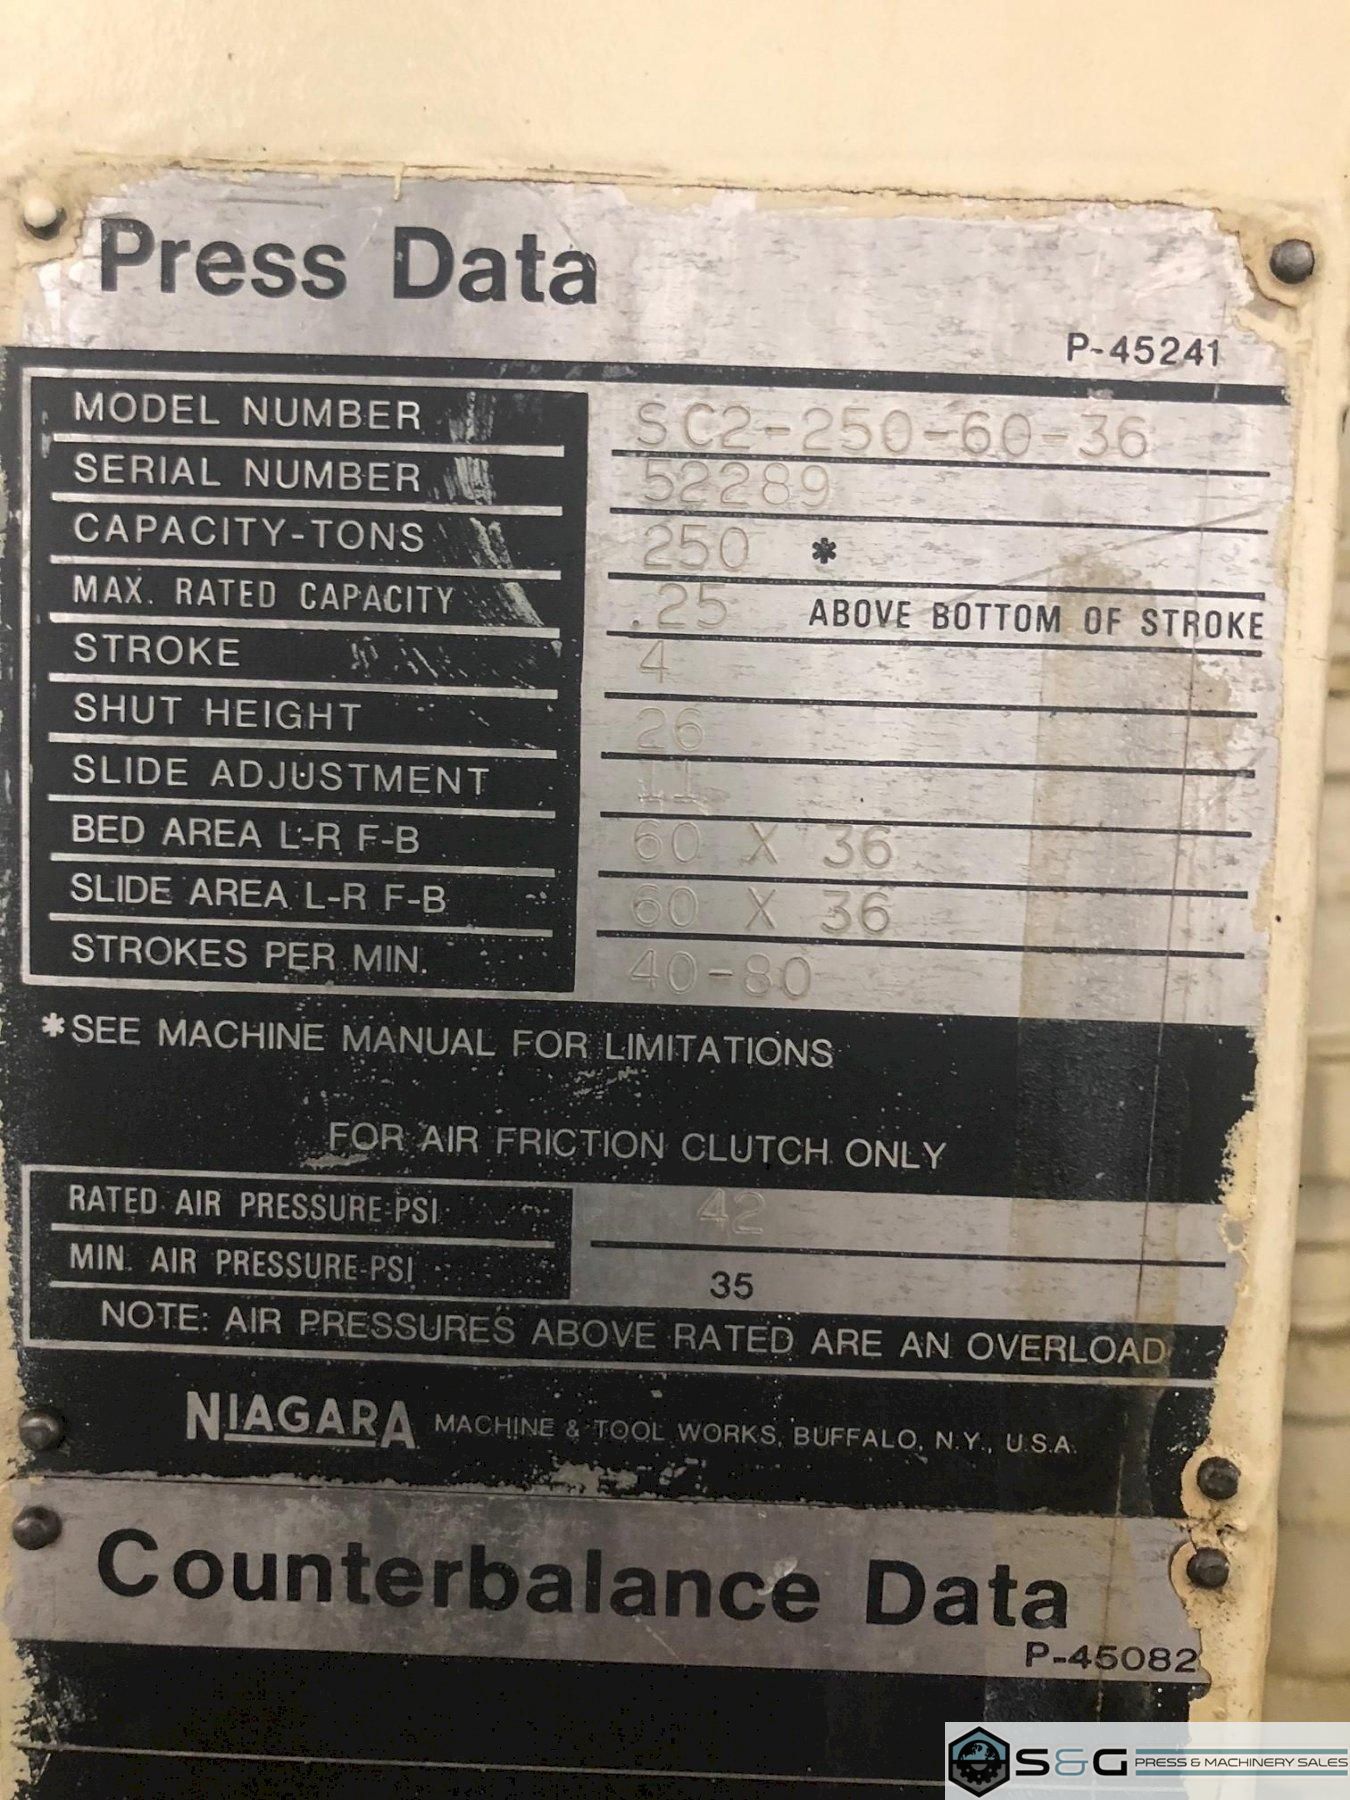 Press Data
P-45241
MODEL NUMBER SC2-250-60-36
SERIAL NUMBER 52289
CAPACITY-TONS 250 *
MAX. RATED CAPACITY .25 ABOVE BOTTOM OF STROKE
STROKE 4
SHUT HEIGHT 26
SLIDE ADJUSTMENT 11
BED AREA L-R F-B 60 X 36
SLIDE AREA L-R F-B 60 X 36
STROKES PER MIN. 40-80
*SEE MACHINE MANUAL FOR LIMITATIONS
FOR AIR FRICTION CLUTCH ONLY
RATED AIR PRESSURE-PSI 42
MIN. AIR PRESSURE-PSI 35
NOTE: AIR PRESSURES ABOVE RATED ARE AN OVERLOAD
NIAGARA MACHINE & TOOL WORKS, BUFFALO, N.Y., U.S.A.
Counterbalance Data
P-45082
S&G PRESS & MACHINERY SALES